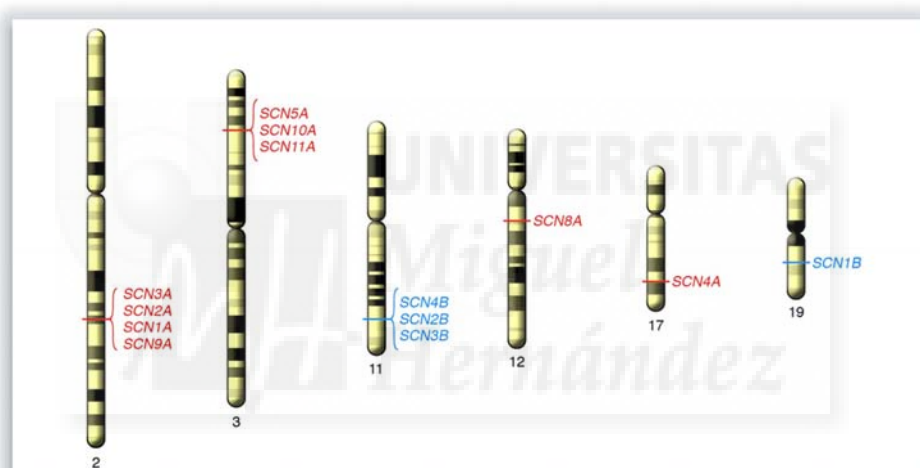 SCN5A
SCN10A
SCN11A
SCN3A
SCN2A
SCN1A
SCN9A
SCN4B
SCN2B
SCN3B
SCN8A
SCN4A
SCN1B
2
3
11
12
17
19
UNIVERSITAS
Miguel
Hernández